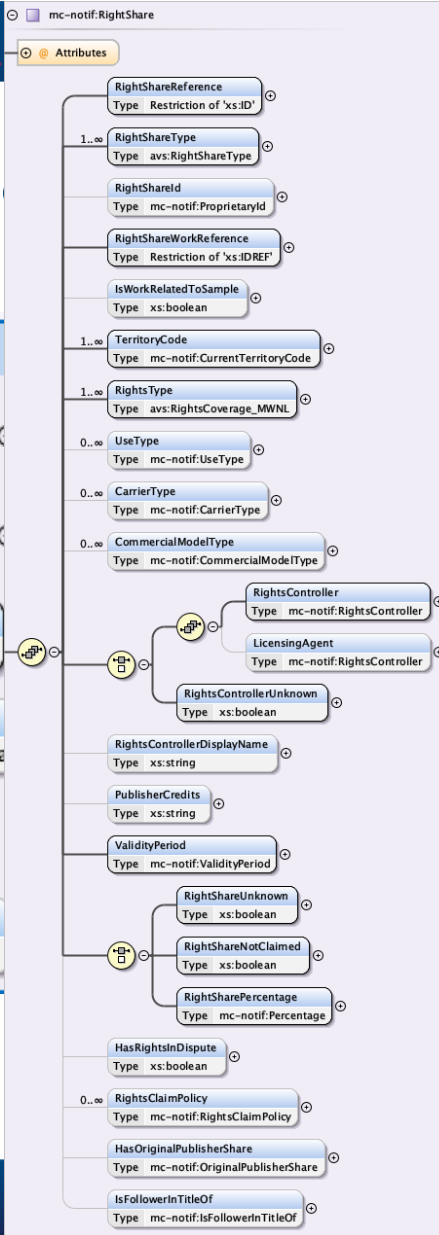 mc-notif:RightShare
@ Attributes
RightShareReference
Type Restriction of 'xs:ID'
1..∞ RightShareType
Type avs:RightShareType
RightShareId
Type mc-notif:ProprietaryId
RightShareWorkReference
Type Restriction of 'xs:IDREF'
IsWorkRelatedToSample
Type xs:boolean
1..∞ TerritoryCode
Type mc-notif:CurrentTerritoryCode
1..∞ RightsType
Type avs:RightsCoverage_MWNL
0..∞ UseType
Type mc-notif:UseType
0..∞ CarrierType
Type mc-notif:CarrierType
0..∞ CommercialModelType
Type mc-notif:CommercialModelType
RightsController
Type mc-notif:RightsController
LicensingAgent
Type mc-notif:RightsController
RightsControllerUnknown
Type xs:boolean
RightsControllerDisplayName
Type xs:string
PublisherCredits
Type xs:string
ValidityPeriod
Type mc-notif:ValidityPeriod
RightShareUnknown
Type xs:boolean
RightShareNotClaimed
Type xs:boolean
RightSharePercentage
Type mc-notif:Percentage
HasRightsInDispute
Type xs:boolean
0..∞ RightsClaimPolicy
Type mc-notif:RightsClaimPolicy
HasOriginalPublisherShare
Type mc-notif:OriginalPublisherShare
IsFollowerInTitleOf
Type mc-notif:IsFollowerInTitleOf